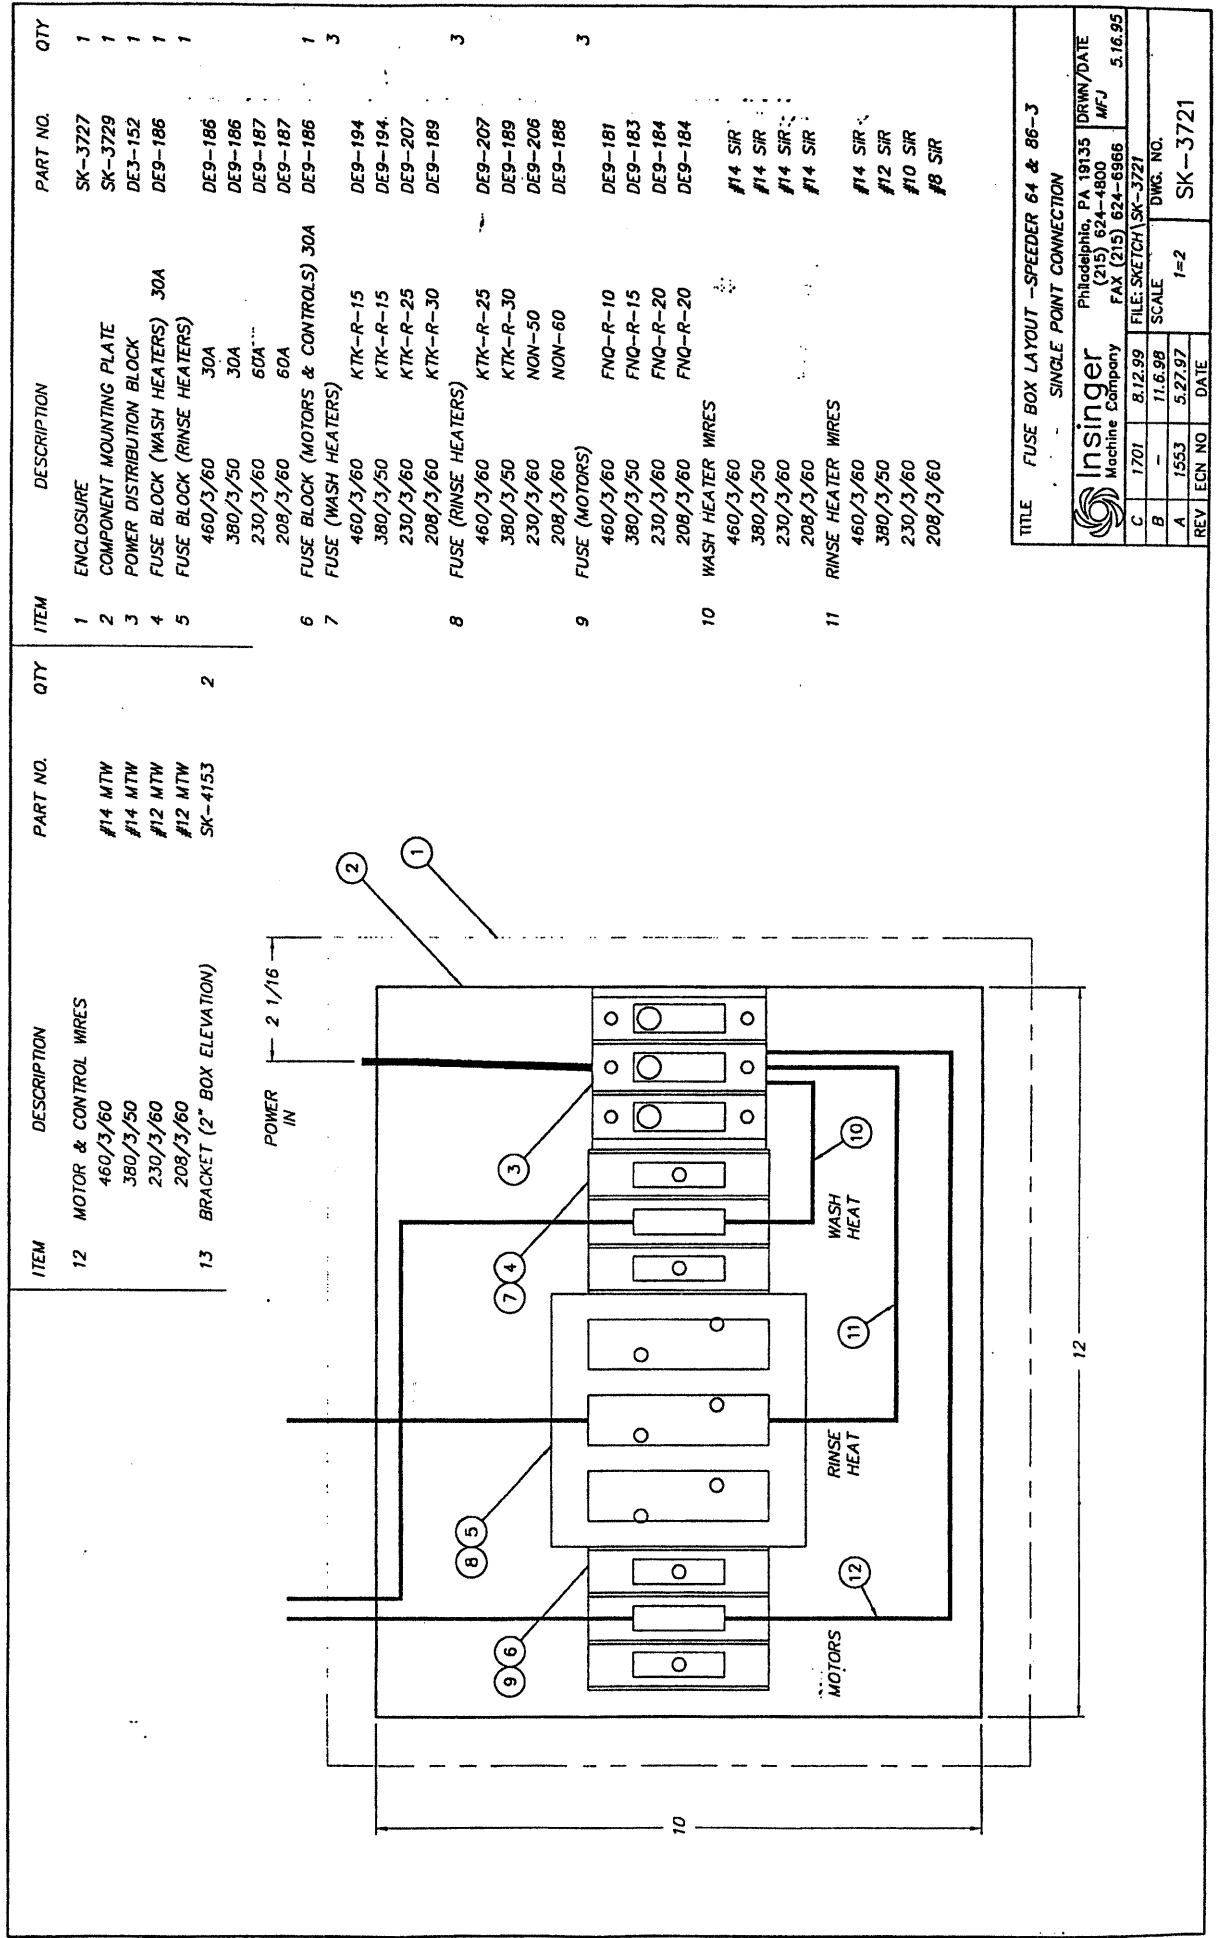 ITEM DESCRIPTION PART NO. QTY
12 MOTOR & CONTROL WIRES
460/3/60 #14 MTW
380/3/50 #14 MTW
230/3/60 #12 MTW
208/3/60 #12 MTW
13 BRACKET (2" BOX ELEVATION) SK-4153 2
ITEM DESCRIPTION PART NO. QTY
1 ENCLOSURE SK-3727 1
2 COMPONENT MOUNTING PLATE SK-3729 1
3 POWER DISTRIBUTION BLOCK DE3-152 1
4 FUSE BLOCK (WASH HEATERS) 30A DE9-186 1
5 FUSE BLOCK (RINSE HEATERS) 1
460/3/60 30A DE9-186
380/3/50 30A DE9-186
230/3/60 60A DE9-187
208/3/60 60A DE9-187
6 FUSE BLOCK (MOTORS & CONTROLS) 30A DE9-186 1
7 FUSE (WASH HEATERS) 3
460/3/60 KTK-R-15 DE9-194
380/3/50 KTK-R-15 DE9-194
230/3/60 KTK-R-25 DE9-207
208/3/60 KTK-R-30 DE9-189
8 FUSE (RINSE HEATERS) 3
460/3/60 KTK-R-25 DE9-207
380/3/50 KTK-R-30 DE9-189
230/3/60 NON-50 DE9-206
208/3/60 NON-60 DE9-188
9 FUSE (MOTORS) 3
460/3/60 FNQ-R-10 DE9-181
380/3/50 FNQ-R-15 DE9-183
230/3/60 FNQ-R-20 DE9-184
208/3/60 FNQ-R-20 DE9-184
10 WASH HEATER WIRES
460/3/60 #14 SIR
380/3/50 #14 SIR
230/3/60 #14 SIR
208/3/60 #14 SIR
11 RINSE HEATER WIRES
460/3/60 #14 SIR
380/3/50 #12 SIR
230/3/60 #10 SIR
208/3/60 #8 SIR
POWER
IN
2 1/16
2
1
3
7 4
8 5
9 6
10
11
12
WASH
HEAT
RINSE
HEAT
MOTORS
10
12
TITLE FUSE BOX LAYOUT -SPEEDER 64 & 86-3
- SINGLE POINT CONNECTION
Insinger
Machine Company
Philadelphia, PA 19135
(215) 624-4800
FAX (215) 624-6966
DRWN/DATE
MFJ 5.16.95
C 1701 8.12.99
B - 11.6.98
A 1553 5.27.97
REV ECN NO DATE
FILE: SKETCH\SK-3721
SCALE 1=2
DWG. NO.
SK-3721